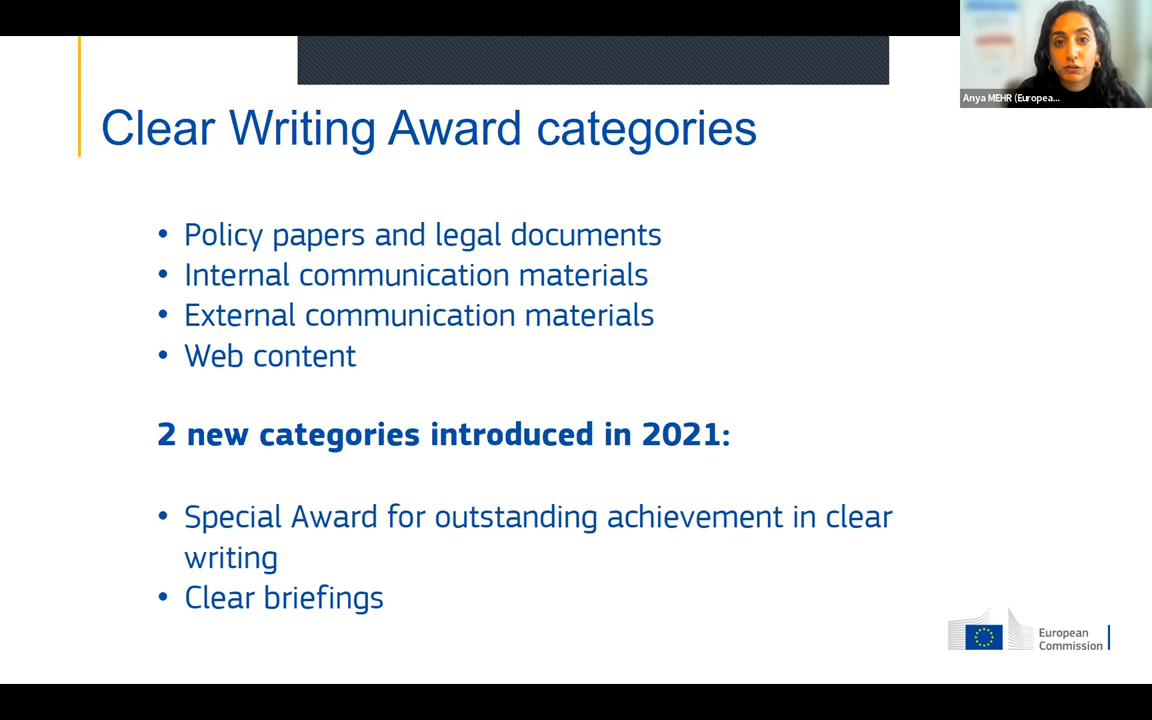 Anya MEHR (Europea...
Clear Writing Award categories
• Policy papers and legal documents
• Internal communication materials
• External communication materials
• Web content
2 new categories introduced in 2021:
• Special Award for outstanding achievement in clear
writing
• Clear briefings
European
Commission